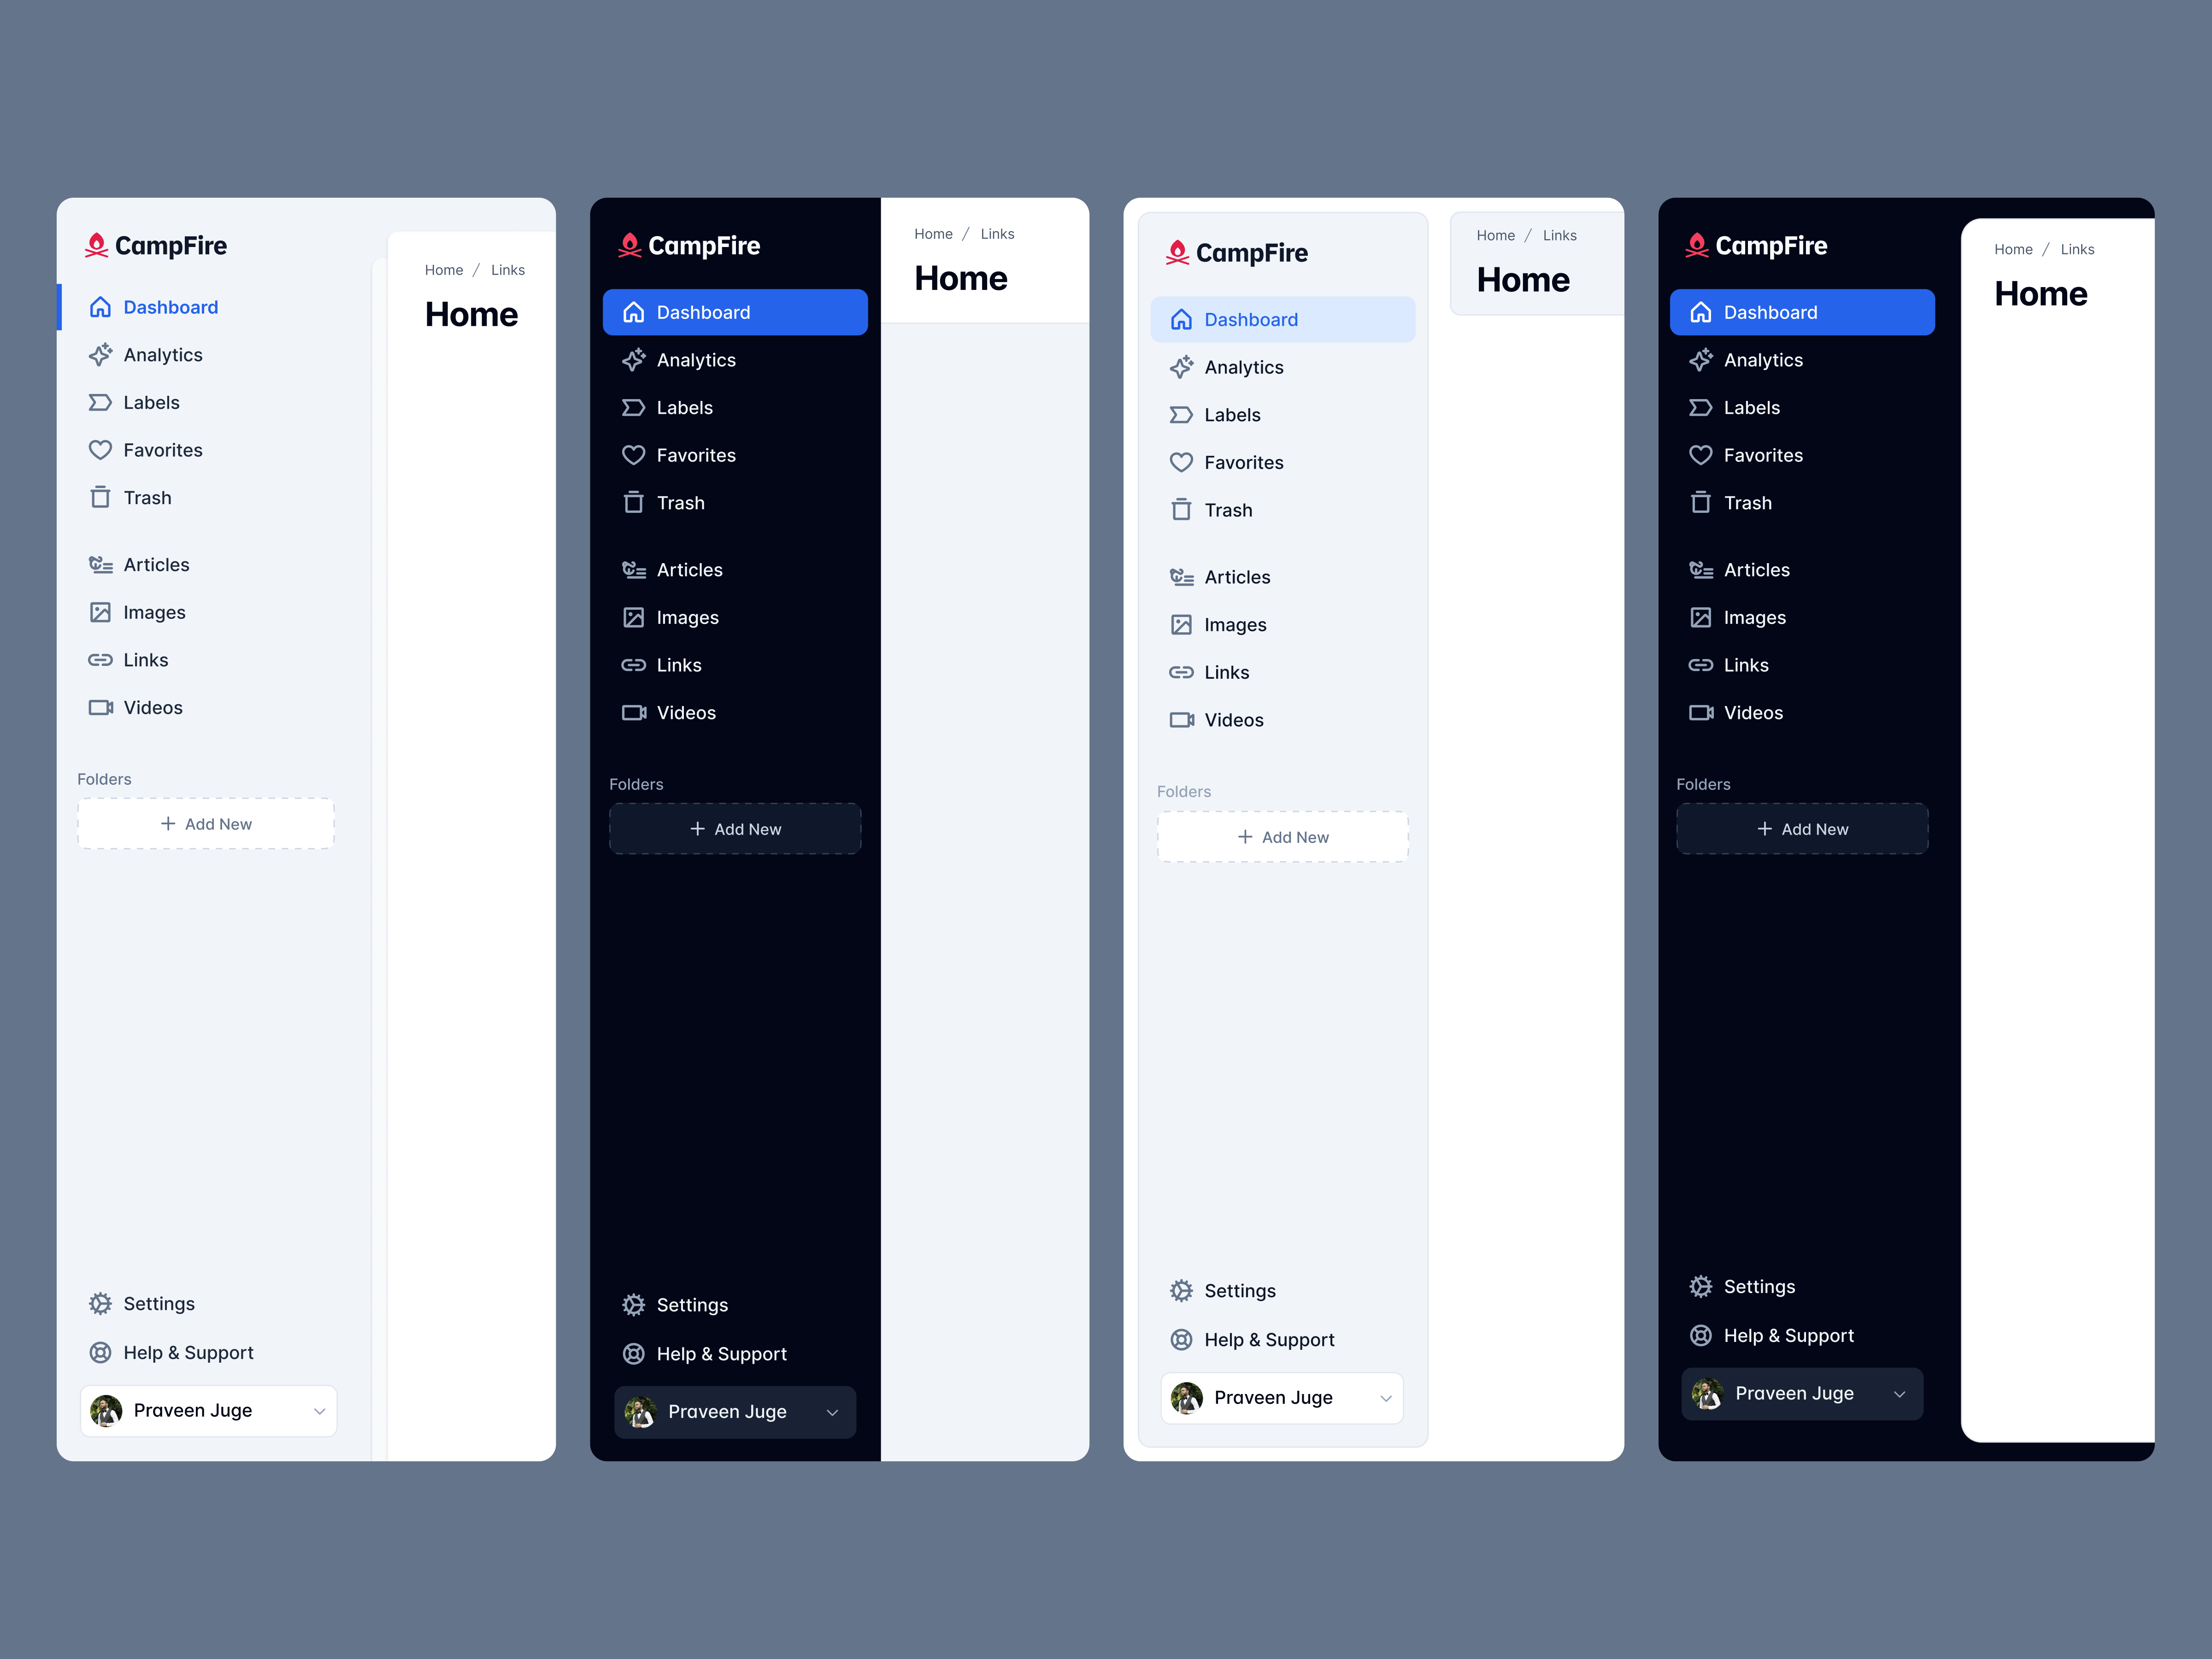 CampFire
Dashboard
Analytics
Labels
Favorites
Trash
Articles
Images
Links
Videos
Folders
+ Add New
Settings
Help & Support
Praveen Juge
Home / Links
Home
CampFire
Dashboard
Analytics
Labels
Favorites
Trash
Articles
Images
Links
Videos
Folders
+ Add New
Settings
Help & Support
Praveen Juge
Home / Links
Home
CampFire
Dashboard
Analytics
Labels
Favorites
Trash
Articles
Images
Links
Videos
Folders
+ Add New
Settings
Help & Support
Praveen Juge
Home / Links
Home
CampFire
Dashboard
Analytics
Labels
Favorites
Trash
Articles
Images
Links
Videos
Folders
+ Add New
Settings
Help & Support
Praveen Juge
Home / Links
Home